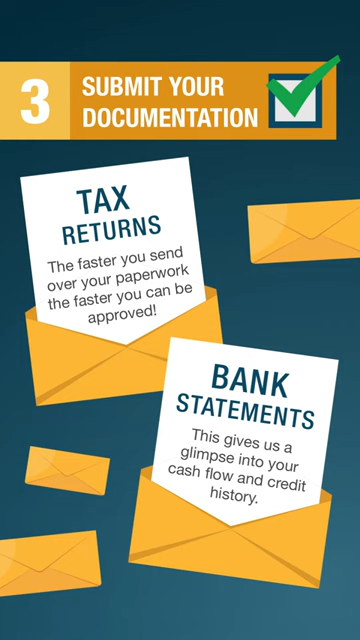 3
SUBMIT YOUR
DOCUMENTATION
TAX
RETURNS
The faster you send
over your paperwork
the faster you can be
approved!
BANK
STATEMENTS
This gives us a
glimpse into your
cash flow and credit
history.